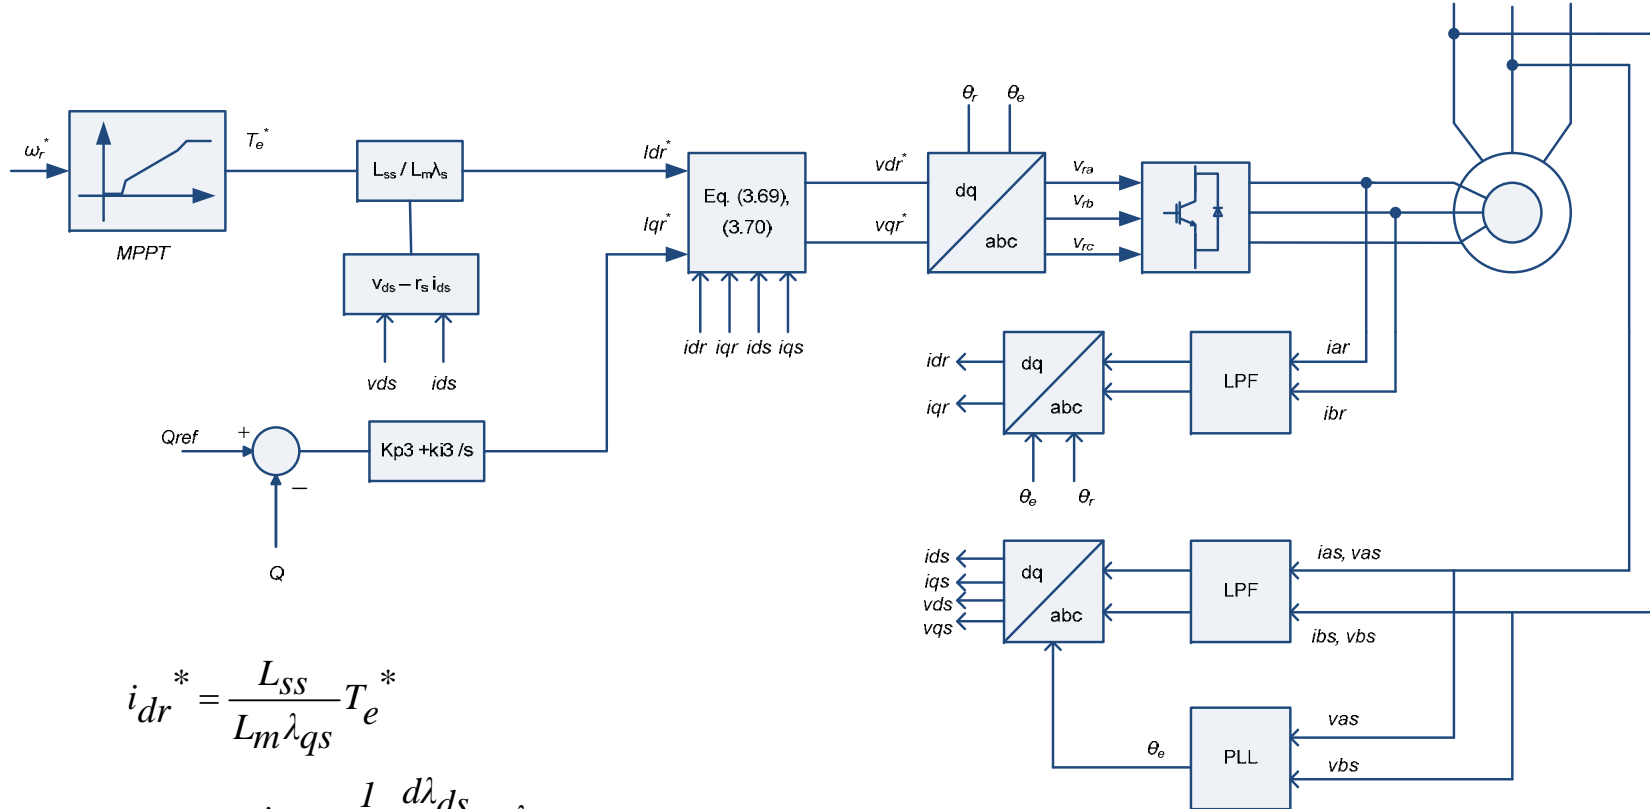 ωr*
MPPT
Te*
Lss / Lmλs
vds – rs ids
vds
ids
Qref
+
−
Q
Kp3 +ki3 /s
Idr*
Iqr*
Eq. (3.69),
(3.70)
idr iqr ids iqs
vdr*
vqr*
θr θe
dq
abc
vra
vrb
vrc
idr
iqr
dq
abc
θe θr
LPF
iar
ibr
ids
iqs
vds
vqs
dq
abc
LPF
ias, vas
ibs, vbs
θe
PLL
vas
vbs
idr* = Lss / Lmλqs Te*
1 dλds